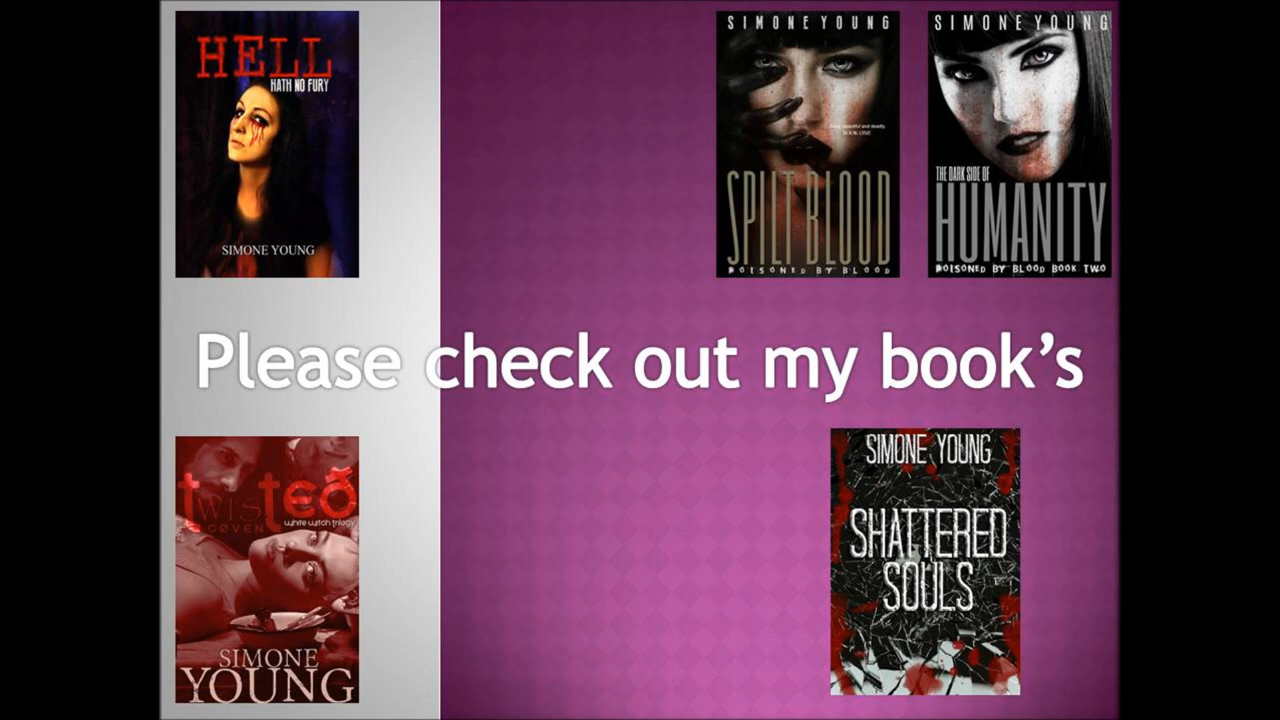 HELL
HATH NO FURY
SIMONE YOUNG
SIMONE YOUNG
BOOK ONE
SPILT BLOOD
POISONED BY BLOOD
SIMONE YOUNG
THE DARK SIDE OF
HUMANITY
POISONED BY BLOOD BOOK TWO
Please check out my book’s
twisted
COVEN
white witch trilogy
SIMONE
YOUNG
SIMONE YOUNG
SHATTERED
SOULS